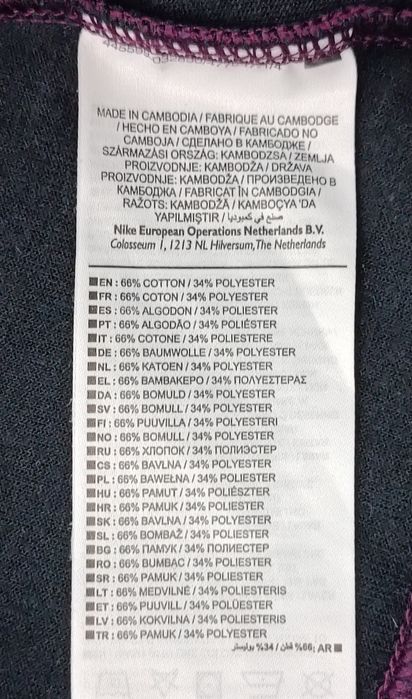 MADE IN CAMBODIA / FABRIQUE AU CAMBODGE
/ HECHO EN CAMBOYA / FABRICADO NO
CAMBOJA / СДЕЛАНО В КАМБОДЖЕ /
SZÁRMAZÁSI ORSZÁG: KAMBODZSA / ZEMLJA
PROIZVODNJE: KAMBODŽA / DRŽAVA
PROIZVODNJE: KAMBODŽA / ПРОИЗВЕДЕНО В
КАМБОДЖА / FABRICAT ÎN CAMBODGIA /
RAŽOTS: KAMBODŽĀ / KAMBOÇYA 'DA
YAPILMIŞTIR / صنع في كمبوديا
Nike European Operations Netherlands B.V.
Colosseum 1, 1213 NL Hilversum, The Netherlands
EN : 66% COTTON / 34% POLYESTER
FR : 66% COTON / 34% POLYESTER
ES : 66% ALGODON / 34% POLIESTER
PT : 66% ALGODÃO / 34% POLIÉSTER
IT : 66% COTONE / 34% POLIESTERE
DE : 66% BAUMWOLLE / 34% POLYESTER
NL : 66% KATOEN / 34% POLYESTER
EL : 66% ΒΑΜΒΑΚΕΡΟ / 34% ΠΟΛΥΕΣΤΕΡΑΣ
DA : 66% BOMULD / 34% POLYESTER
SV : 66% BOMULL / 34% POLYESTER
FI : 66% PUUVILLA / 34% POLYESTERI
NO : 66% BOMULL / 34% POLYESTER
RU : 66% ХЛОПОК / 34% ПОЛИЭСТЕР
CS : 66% BAVLNA / 34% POLYESTER
PL : 66% BAWEŁNA / 34% POLIESTER
HU : 66% PAMUT / 34% POLIÉSZTER
HR : 66% PAMUK / 34% POLIESTER
SK : 66% BAVLNA / 34% POLYESTER
SL : 66% BOMBAŽ / 34% POLIESTER
BG : 66% ПАМУК / 34% ПОЛИЕСТЕР
RO : 66% BUMBAC / 34% POLIESTER
SR : 66% PAMUK / 34% POLIESTER
LT : 66% MEDVILNĖ / 34% POLIESTERIS
ET : 66% PUUVILL / 34% POLÜESTER
LV : 66% KOKVILNA / 34% POLIESTERIS
TR : 66% PAMUK / 34% POLYESTER
AR :66% قطن / 34% بوليستر